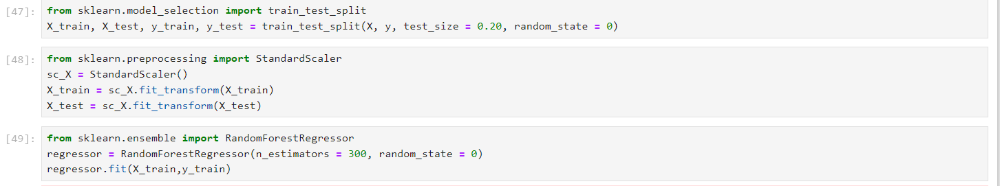 [47]: from sklearn.model_selection import train_test_split
X_train, X_test, y_train, y_test = train_test_split(X, y, test_size = 0.20, random_state = 0)
[48]: from sklearn.preprocessing import StandardScaler
sc_X = StandardScaler()
X_train = sc_X.fit_transform(X_train)
X_test = sc_X.fit_transform(X_test)
[49]: from sklearn.ensemble import RandomForestRegressor
regressor = RandomForestRegressor(n_estimators = 300, random_state = 0)
regressor.fit(X_train,y_train)